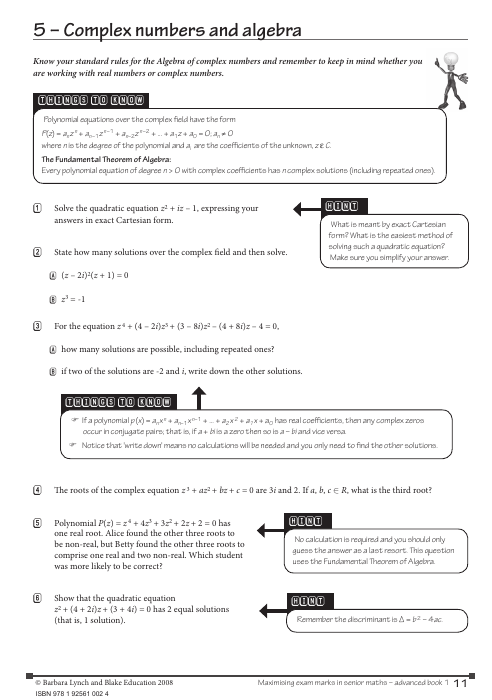 5 – Complex numbers and algebra
Know your standard rules for the Algebra of complex numbers and remember to keep in mind whether you
are working with real numbers or complex numbers.
THINGS TO KNOW
Polynomial equations over the complex field have the form
P(z) = aₙzⁿ + aₙ₋₁zⁿ⁻¹ + aₙ₋₂zⁿ⁻² + ... + a₁z + a₀ = 0, aₙ ≠ 0
where n is the degree of the polynomial and aᵢ are the coefficients of the unknown, z ∈ C.
The Fundamental Theorem of Algebra:
Every polynomial equation of degree n > 0 with complex coefficients has n complex solutions (including repeated ones).
1 Solve the quadratic equation z² + iz – 1, expressing your
answers in exact Cartesian form.
HINT
What is meant by exact Cartesian
form? What is the easiest method of
solving such a quadratic equation?
Make sure you simplify your answer.
2 State how many solutions over the complex field and then solve.
A (z – 2i)²(z + 1) = 0
B z³ = -1
3 For the equation z⁴ + (4 – 2i)z³ + (3 – 8i)z² – (4 + 8i)z – 4 = 0,
A how many solutions are possible, including repeated ones?
B if two of the solutions are -2 and i, write down the other solutions.
THINGS TO KNOW
☞ If a polynomial p(x) = aₙxⁿ + aₙ₋₁xⁿ⁻¹ + ... + a₂x² + a₁x + a₀ has real coefficients, then any complex zeros
occur in conjugate pairs; that is, if a + bi is a zero then so is a – bi and vice versa.
☞ Notice that 'write down' means no calculations will be needed and you only need to find the other solutions.
4 The roots of the complex equation z³ + az² + bz + c = 0 are 3i and 2. If a, b, c ∈ R, what is the third root?
5 Polynomial P(z) = z⁴ + 4z³ + 3z² + 2z + 2 = 0 has
one real root. Alice found the other three roots to
be non-real, but Betty found the other three roots to
comprise one real and two non-real. Which student
was more likely to be correct?
HINT
No calculation is required and you should only
guess the answer as a last resort. This question
uses the Fundamental Theorem of Algebra.
6 Show that the quadratic equation
z² + (4 + 2i)z + (3 + 4i) = 0 has 2 equal solutions
(that is, 1 solution).
HINT
Remember the discriminant is Δ = b² – 4ac.
© Barbara Lynch and Blake Education 2008
Maximising exam marks in senior maths – advanced book 1 11
ISBN 978 1 92561 002 4